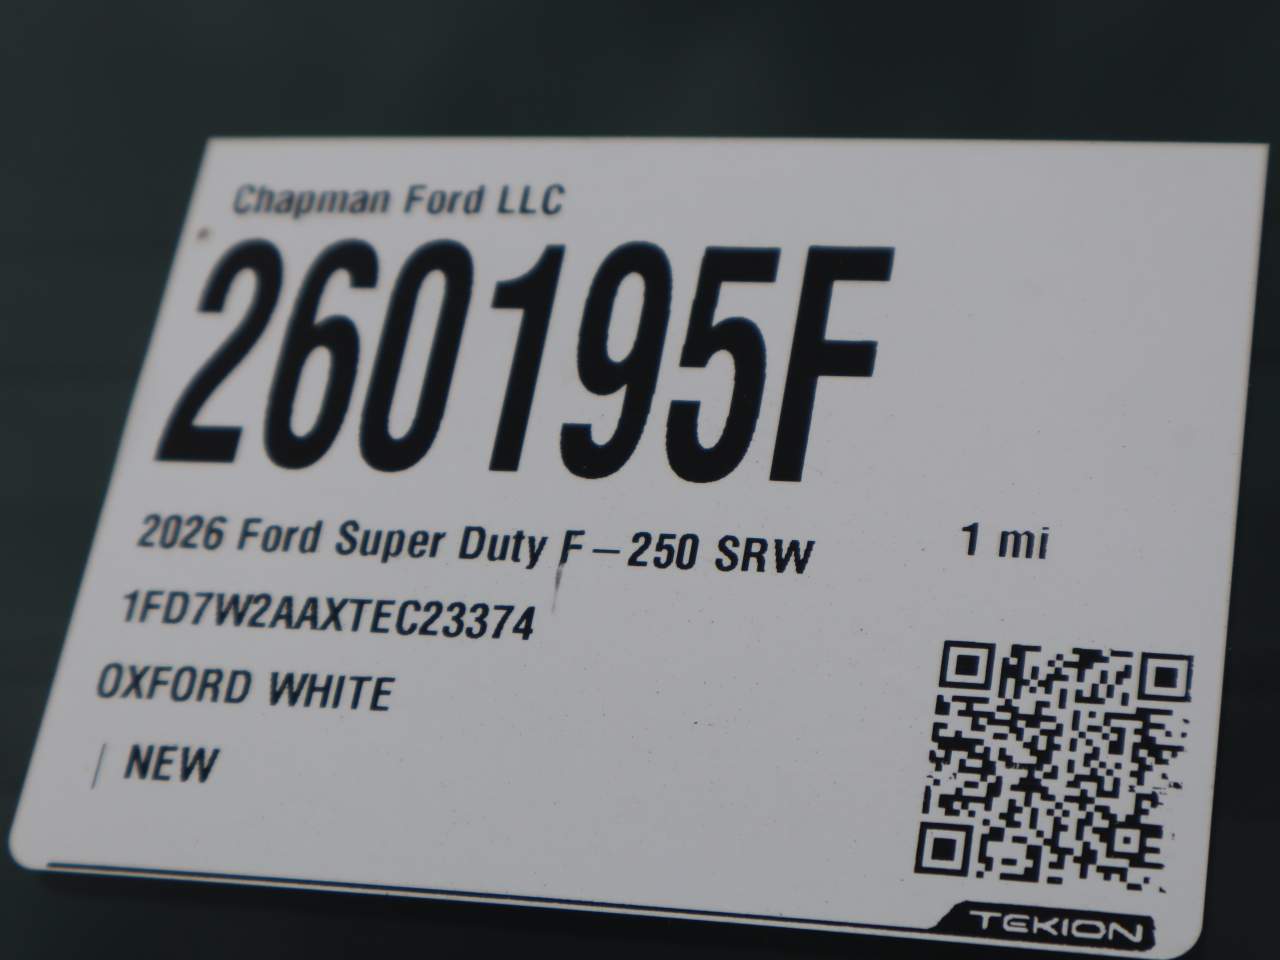 Chapman Ford LLC
260195F
2026 Ford Super Duty F-250 SRW 1 mi
1FD7W2AAXTEC23374
OXFORD WHITE
NEW
TEKION